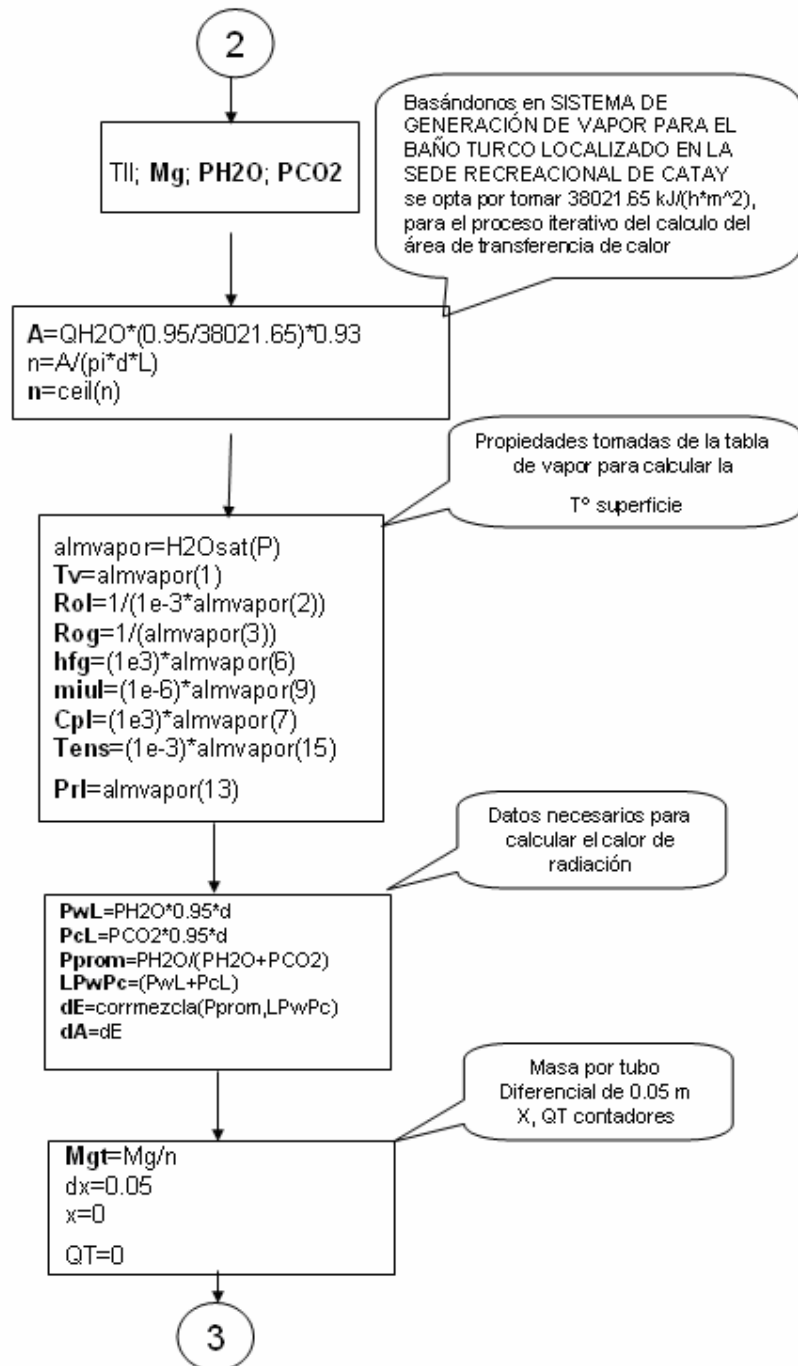 2
Basándonos en SISTEMA DE
GENERACIÓN DE VAPOR PARA EL
BAÑO TURCO LOCALIZADO EN LA
SEDE RECREACIONAL DE CATAY
se opta por tomar 38021.65 kJ/(h*m^2),
para el proceso iterativo del calculo del
área de transferencia de calor
TII; Mg; PH2O; PCO2
A=QH2O*(0.95/38021.65)*0.93
n=A/(pi*d*L)
n=ceil(n)
Propiedades tomadas de la tabla
de vapor para calcular la
Tº superficie
almvapor=H2Osat(P)
Tv=almvapor(1)
Rol=1/(1e-3*almvapor(2))
Rog=1/(almvapor(3))
hfg=(1e3)*almvapor(6)
miul=(1e-6)*almvapor(9)
Cpl=(1e3)*almvapor(7)
Tens=(1e-3)*almvapor(15)
Prl=almvapor(13)
Datos necesarios para
calcular el calor de
radiación
PwL=PH2O*0.95*d
PcL=PCO2*0.95*d
Pprom=PH2O/(PH2O+PCO2)
LPwPc=(PwL+PcL)
dE=corrmezcla(Pprom,LPwPc)
dA=dE
Masa por tubo
Diferencial de 0.05 m
X, QT contadores
Mgt=Mg/n
dx=0.05
x=0
QT=0
3